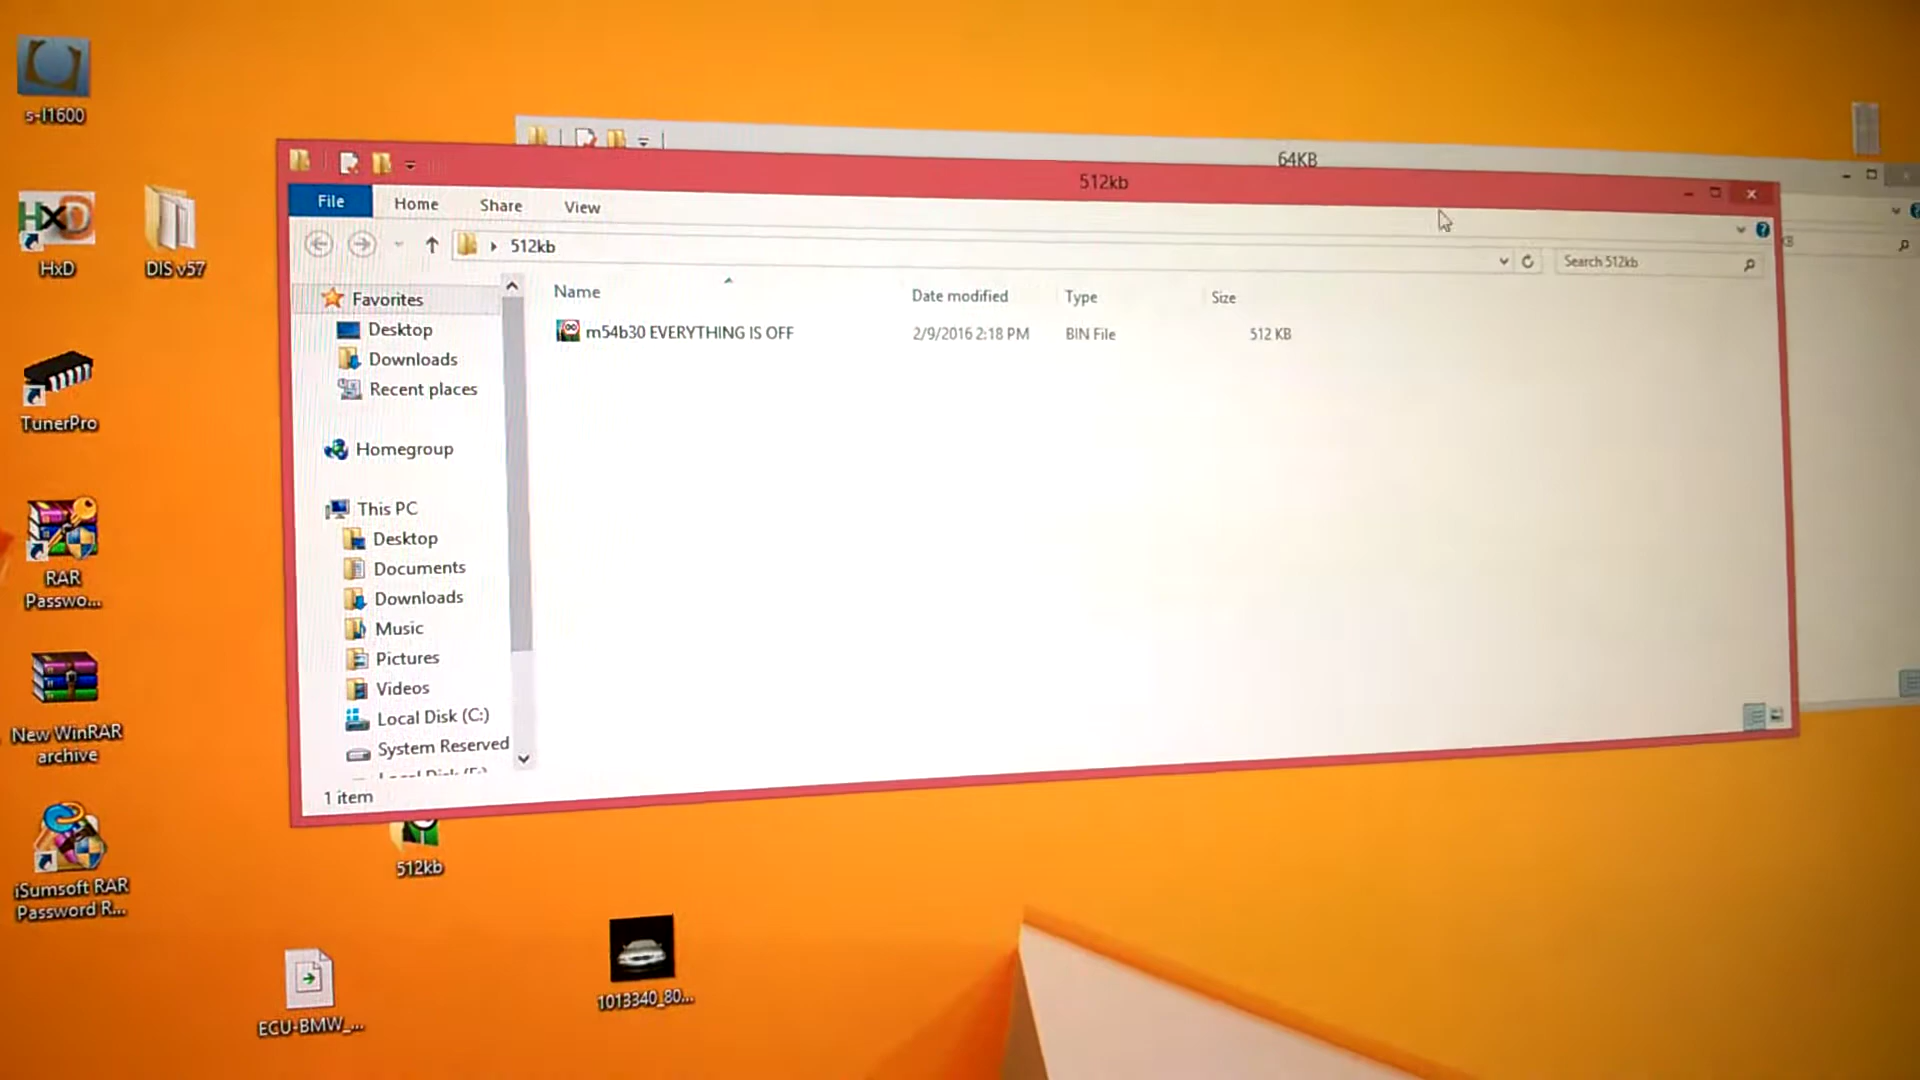 s-l1600
HxD
DIS v57
TunerPro
RAR
Passwo...
New WinRAR
archive
iSumsoft RAR
Password R...
64KB
512kb
File
Home
Share
View
512kb
Search 512kb
Favorites
Desktop
Downloads
Recent places
Homegroup
This PC
Desktop
Documents
Downloads
Music
Pictures
Videos
Local Disk (C:)
System Reserved
Name
Date modified
Type
Size
m54b30 EVERYTHING IS OFF
2/9/2016 2:18 PM
BIN File
512 KB
1 item
512kb
ECU-BMW_...
1013340_80...